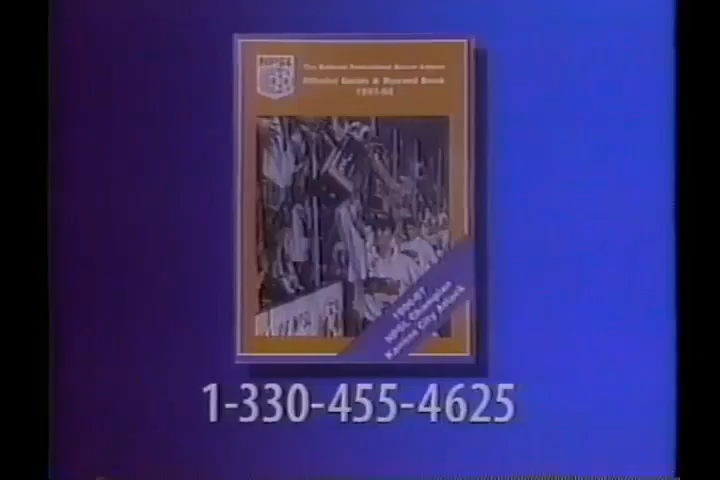 NPSL
The National Professional Soccer League
Official Guide & Record Book
1997-98
1996-97
NPSL Champion
Kansas City Attack
1-330-455-4625